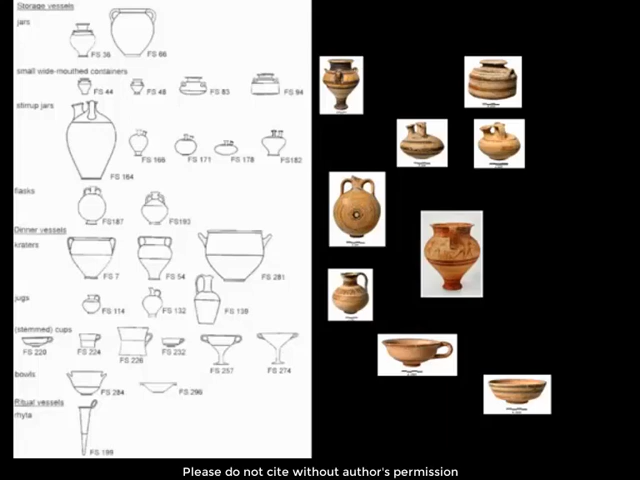 Storage vessels
jars
FS 36 FS 66
small wide-mouthed containers
FS 44 FS 48 FS 83 FS 94
stirrup jars
FS 164 FS 166 FS 171 FS 178 FS182
flasks
FS187 FS193
Dinner vessels
kraters
FS 7 FS 54 FS 281
jugs
FS 114 FS 132 FS 138
(stemmed) cups
FS 220 FS 224 FS 226 FS 232 FS 257 FS 274
bowls
FS 284 FS 296
Ritual vessels
rhyta
FS 199
Please do not cite without author's permission